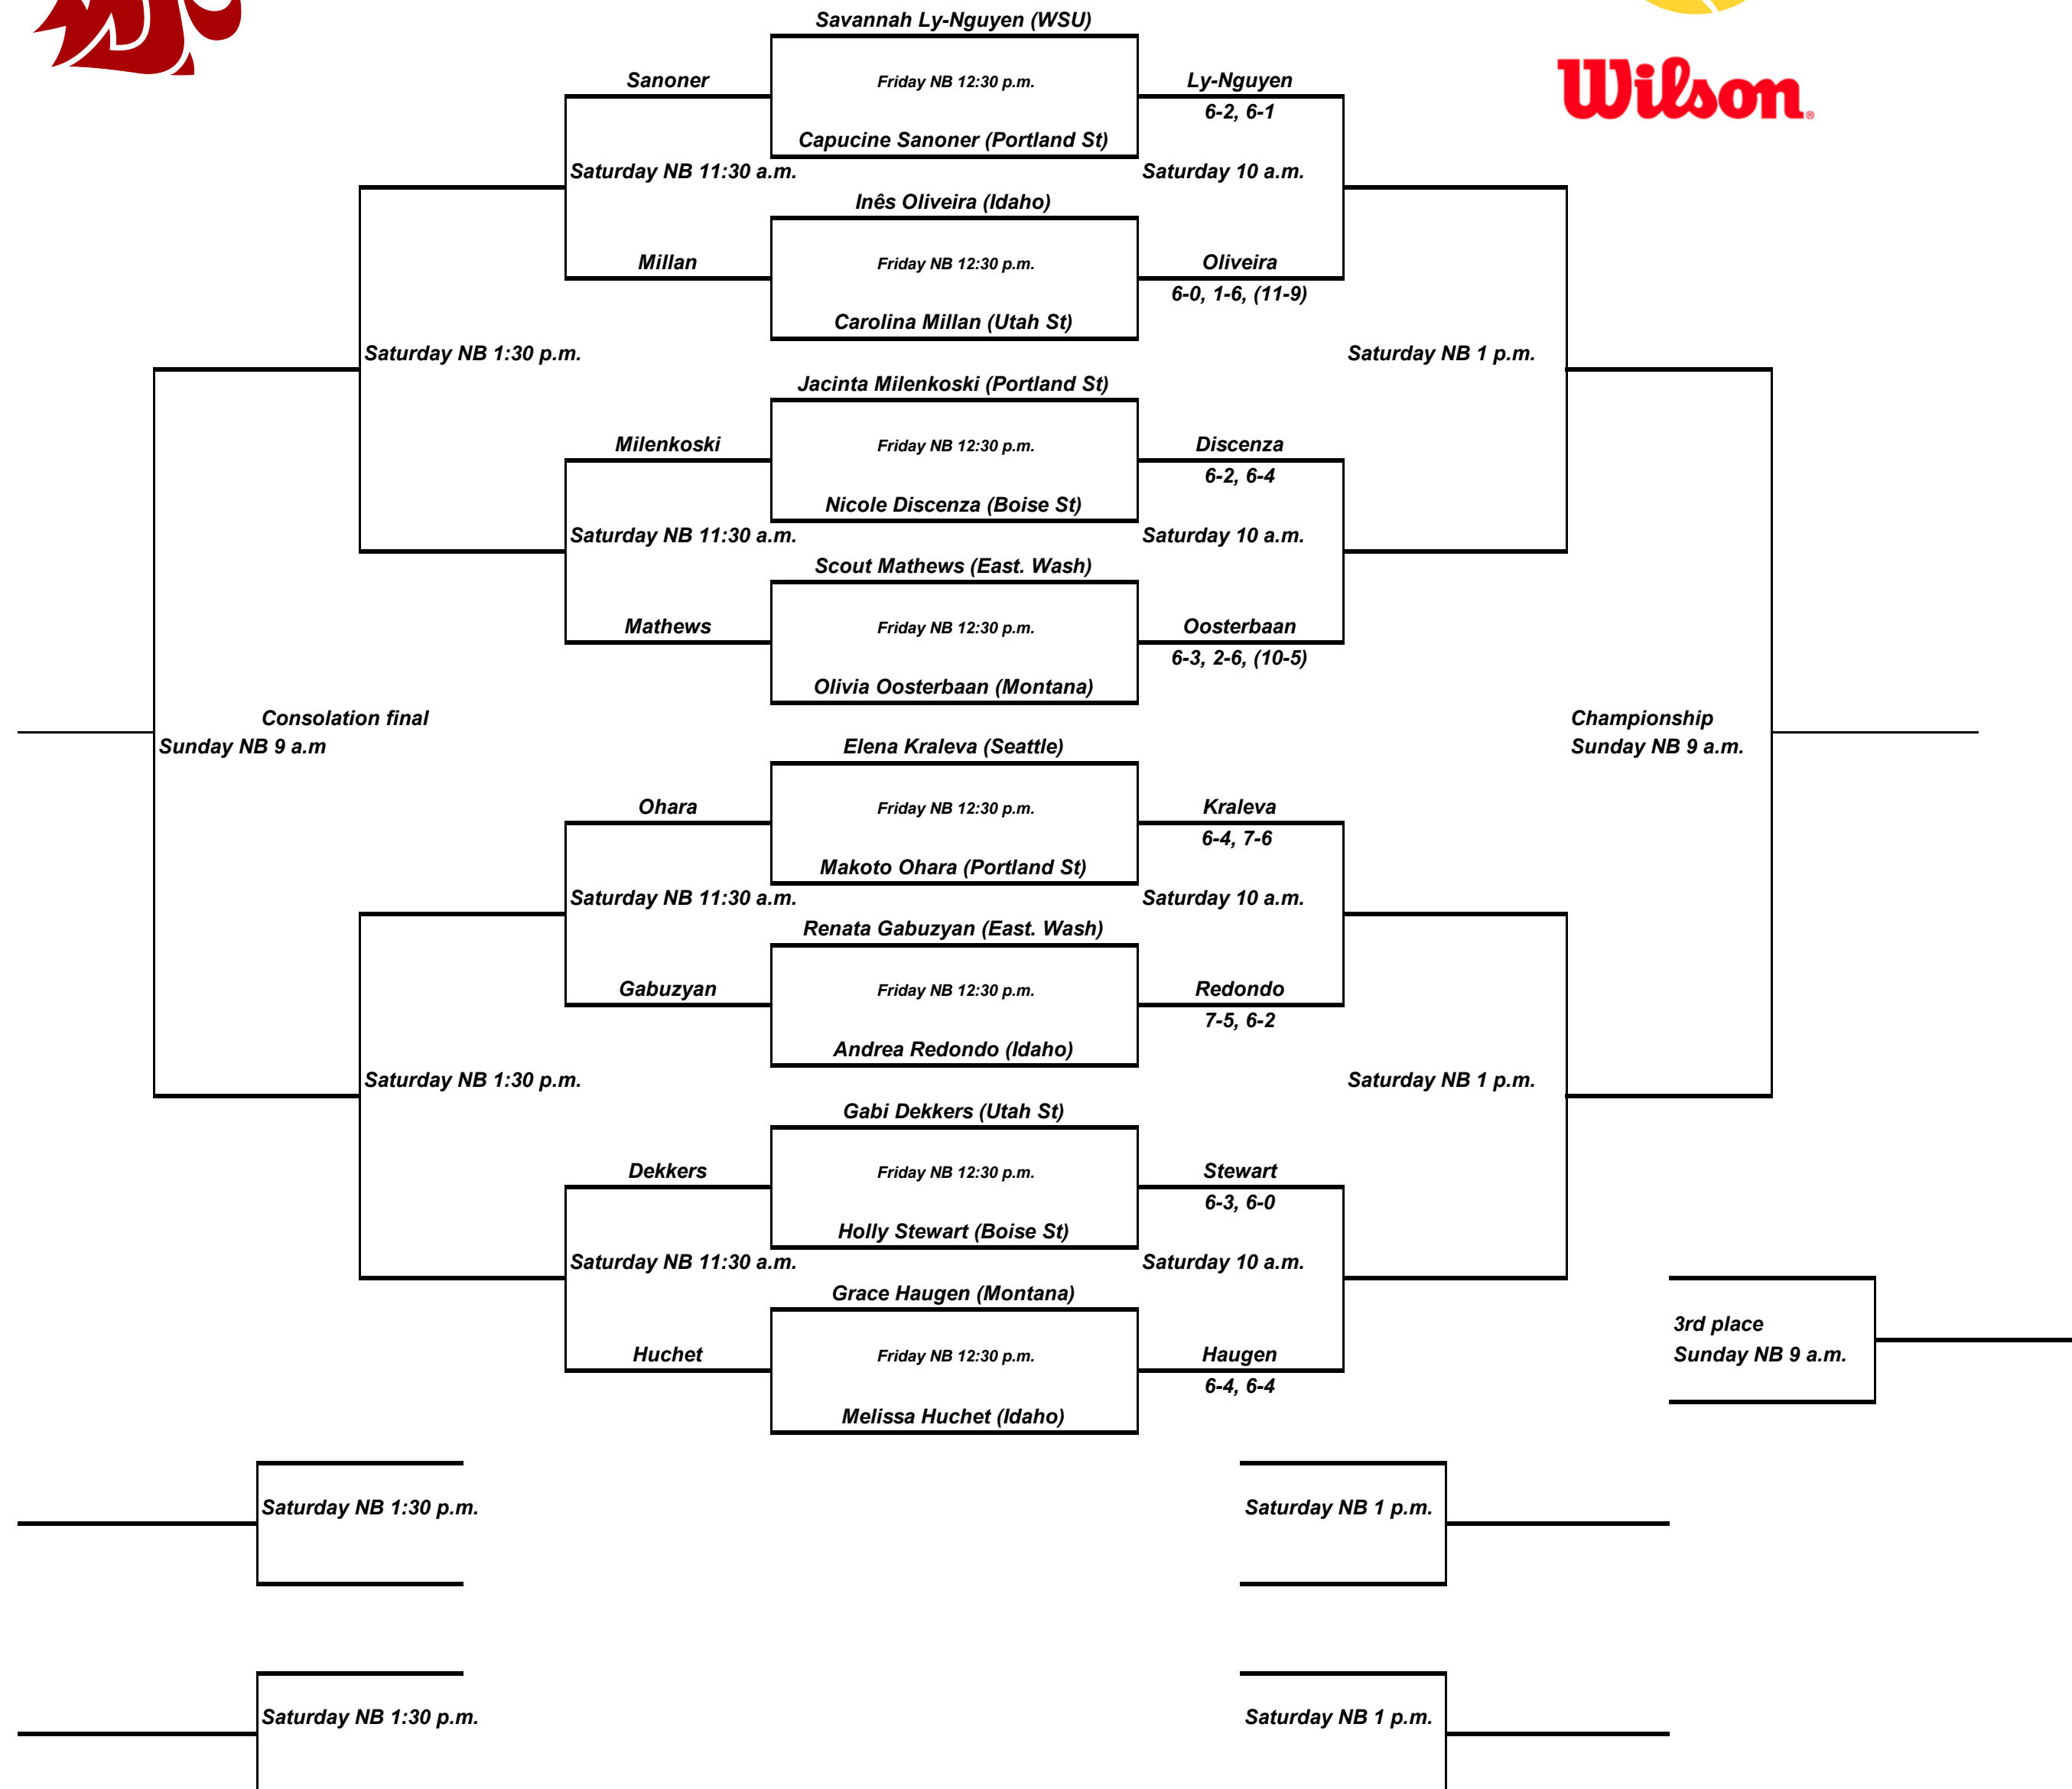 Savannah Ly-Nguyen (WSU)
Sanoner
Friday NB 12:30 p.m.
Ly-Nguyen
Wilson®
6-2, 6-1
Capucine Sanoner (Portland St)
Saturday NB 11:30 a.m.
Saturday 10 a.m.
Inês Oliveira (Idaho)
Millan
Friday NB 12:30 p.m.
Oliveira
6-0, 1-6, (11-9)
Carolina Millan (Utah St)
Saturday NB 1:30 p.m.
Saturday NB 1 p.m.
Jacinta Milenkoski (Portland St)
Milenkoski
Friday NB 12:30 p.m.
Discenza
6-2, 6-4
Nicole Discenza (Boise St)
Saturday NB 11:30 a.m.
Saturday 10 a.m.
Scout Mathews (East. Wash)
Mathews
Friday NB 12:30 p.m.
Oosterbaan
6-3, 2-6, (10-5)
Olivia Oosterbaan (Montana)
Consolation final
Sunday NB 9 a.m
Championship
Sunday NB 9 a.m.
Elena Kraleva (Seattle)
Ohara
Friday NB 12:30 p.m.
Kraleva
6-4, 7-6
Makoto Ohara (Portland St)
Saturday NB 11:30 a.m.
Saturday 10 a.m.
Renata Gabuzyan (East. Wash)
Gabuzyan
Friday NB 12:30 p.m.
Redondo
7-5, 6-2
Andrea Redondo (Idaho)
Saturday NB 1:30 p.m.
Saturday NB 1 p.m.
Gabi Dekkers (Utah St)
Dekkers
Friday NB 12:30 p.m.
Stewart
6-3, 6-0
Holly Stewart (Boise St)
Saturday NB 11:30 a.m.
Saturday 10 a.m.
Grace Haugen (Montana)
3rd place
Sunday NB 9 a.m.
Huchet
Friday NB 12:30 p.m.
Haugen
6-4, 6-4
Melissa Huchet (Idaho)
Saturday NB 1:30 p.m.
Saturday NB 1 p.m.
Saturday NB 1:30 p.m.
Saturday NB 1 p.m.